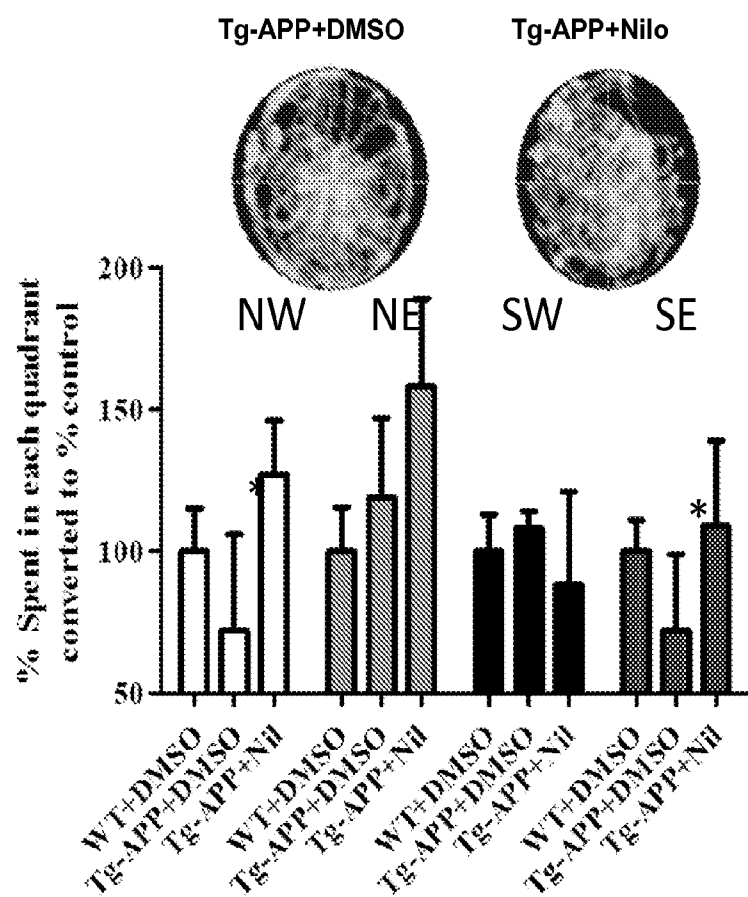 Tg-APP+DMSO
Tg-APP+Nilo
% Spent in each quadrant
converted to % control
200
150
100
50
NW
NE
SW
SE
*
*
WT+DMSO
Tg-APP+DMSO
Tg-APP+Nil
WT+DMSO
Tg-APP+DMSO
Tg-APP+Nil
WT+DMSO
Tg-APP+DMSO
Tg-APP+Nil
WT+DMSO
Tg-APP+DMSO
Tg-APP+Nil